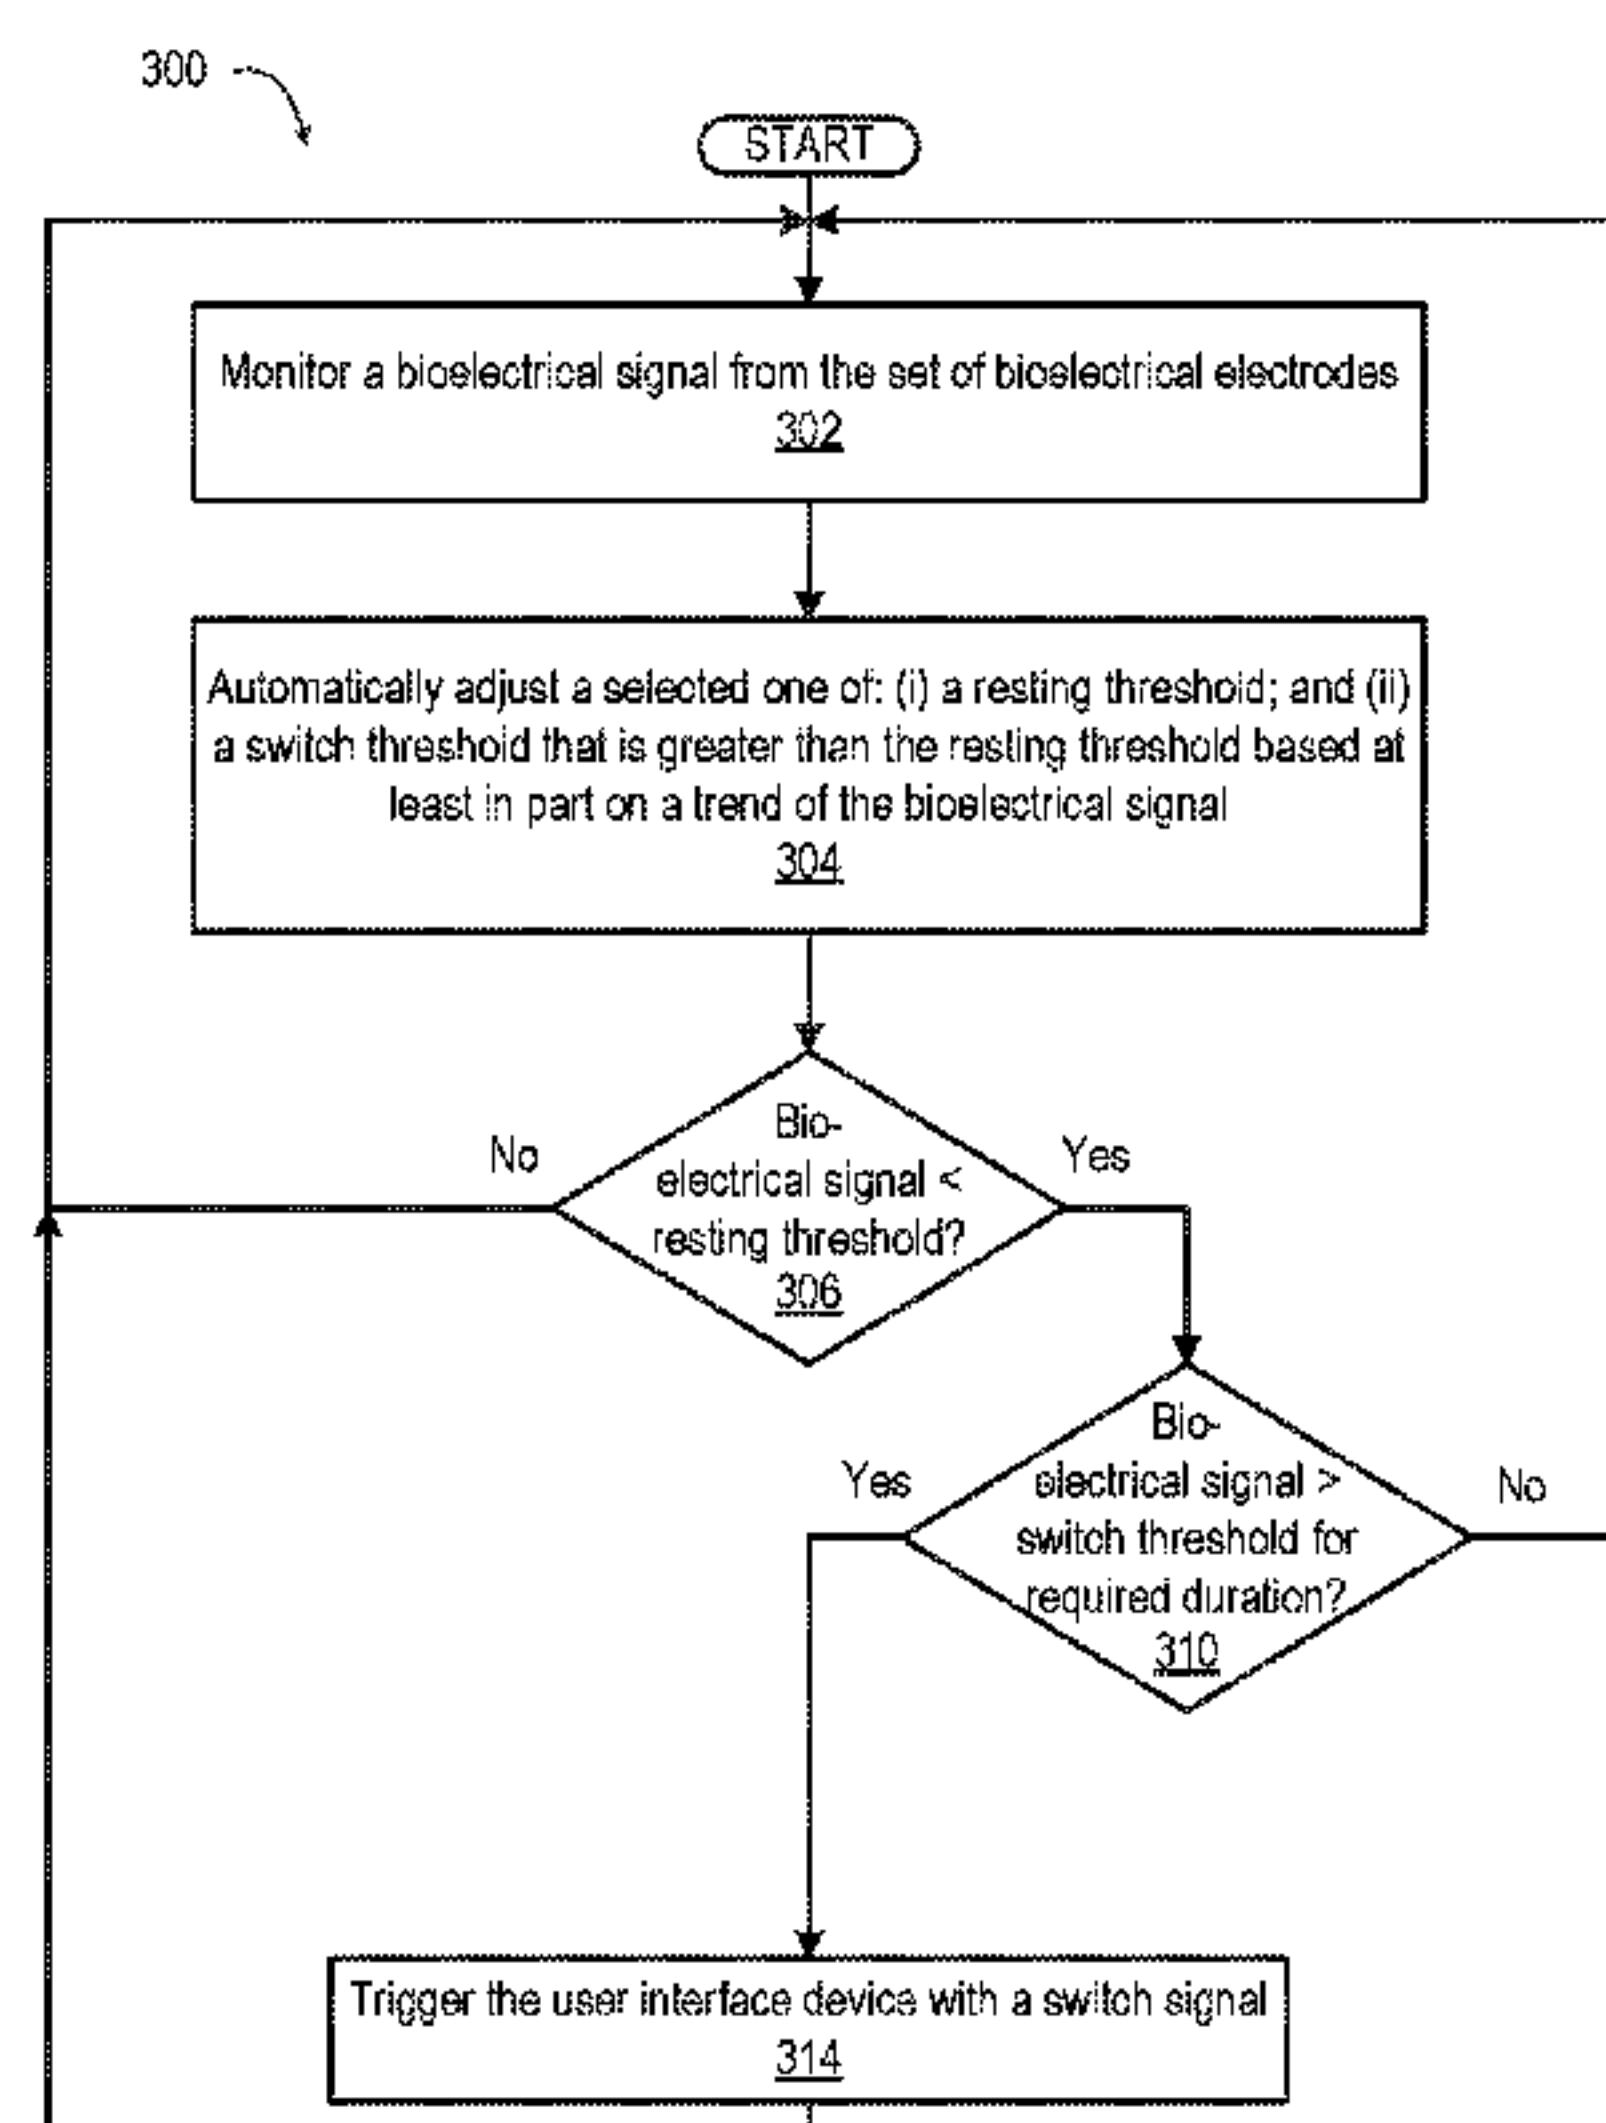 300
START
Monitor a bioelectrical signal from the set of bioelectrical electrodes
302
Automatically adjust a selected one of: (i) a resting threshold; and (ii)
a switch threshold that is greater than the resting threshold based at
least in part on a trend of the bioelectrical signal
304
No
Yes
Bio-
electrical signal <
resting threshold?
306
Yes
No
Bio-
electrical signal >
switch threshold for
required duration?
310
Trigger the user interface device with a switch signal
314